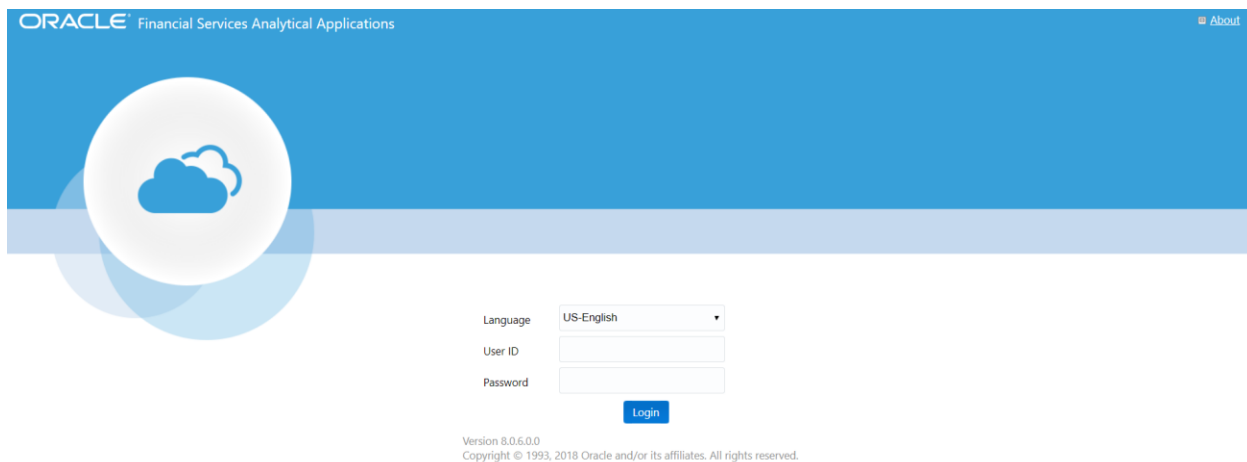 ORACLE® Financial Services Analytical Applications
About
Language US-English
User ID
Password
Login
Version 8.0.6.0.0
Copyright © 1993, 2018 Oracle and/or its affiliates. All rights reserved.